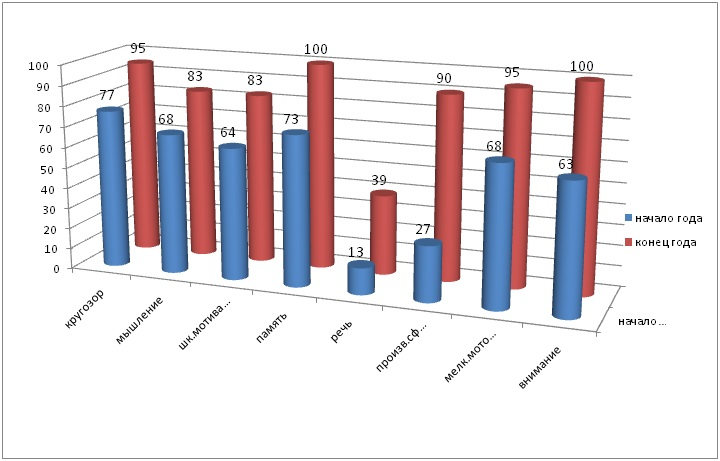 100
90
80
70
60
50
40
30
20
10
0
77
95
68
83
64
83
73
100
13
39
27
90
68
95
63
100
кругозор
мышление
шк.мотива...
память
речь
произв.сф...
мелк.мото...
внимание
начало...
начало года
конец года